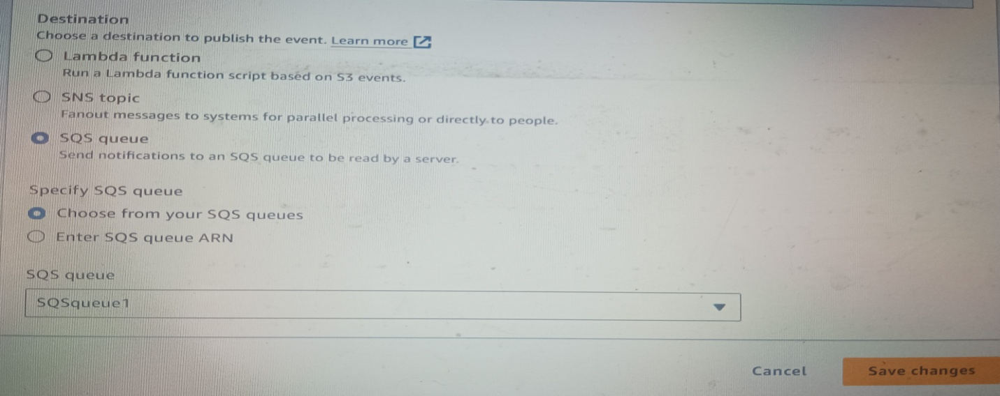 Destination
Choose a destination to publish the event. Learn more
Lambda function
Run a Lambda function script based on S3 events.
SNS topic
Fanout messages to systems for parallel processing or directly to people.
SQS queue
Send notifications to an SQS queue to be read by a server.
Specify SQS queue
Choose from your SQS queues
Enter SQS queue ARN
SQS queue
SQSqueue1
Cancel
Save changes